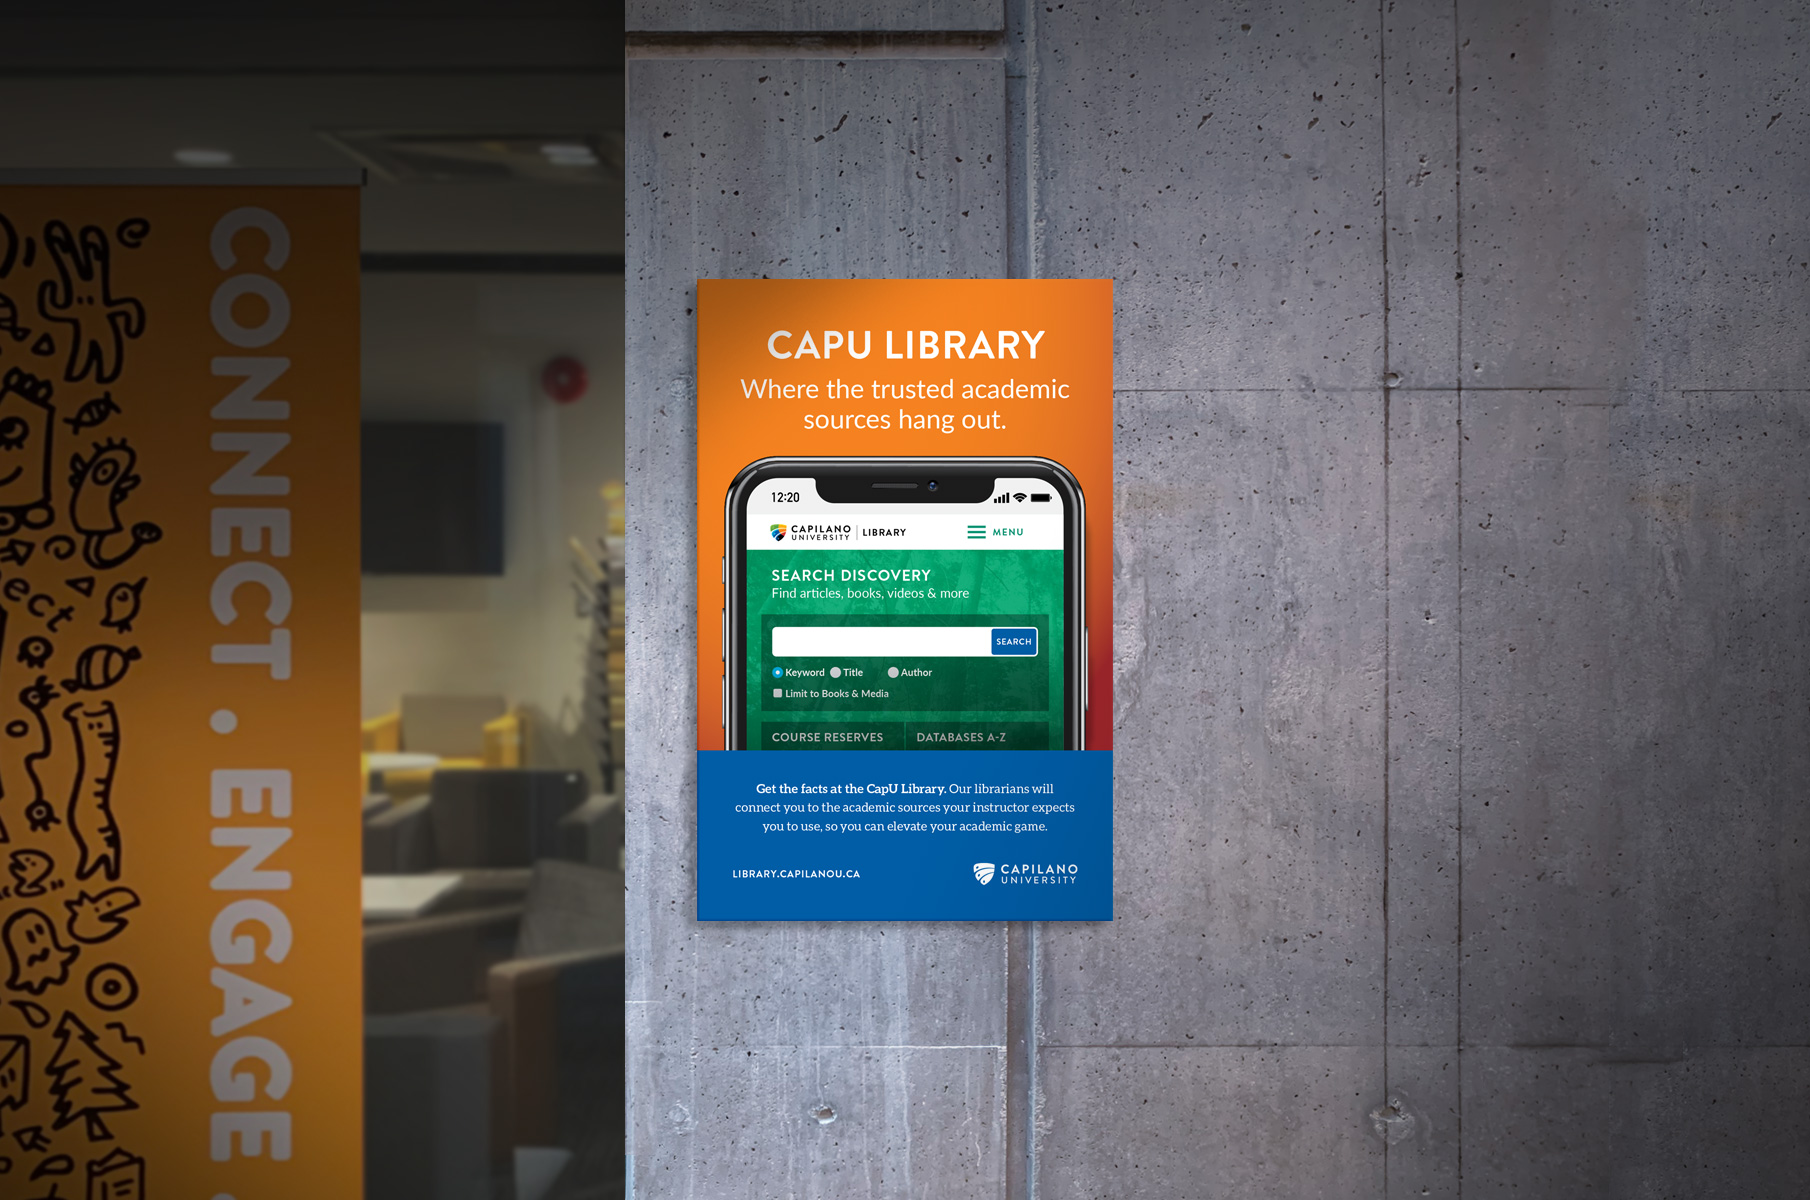 CONNECT . ENGAGE .
ect
CAPU LIBRARY
Where the trusted academic
sources hang out.
12:20
CAPILANO
UNIVERSITY
LIBRARY
MENU
SEARCH DISCOVERY
Find articles, books, videos & more
SEARCH
Keyword Title Author
Limit to Books & Media
COURSE RESERVES
DATABASES A-Z
Get the facts at the CapU Library. Our librarians will
connect you to the academic sources your instructor expects
you to use, so you can elevate your academic game.
LIBRARY.CAPILANOU.CA
CAPILANO
UNIVERSITY